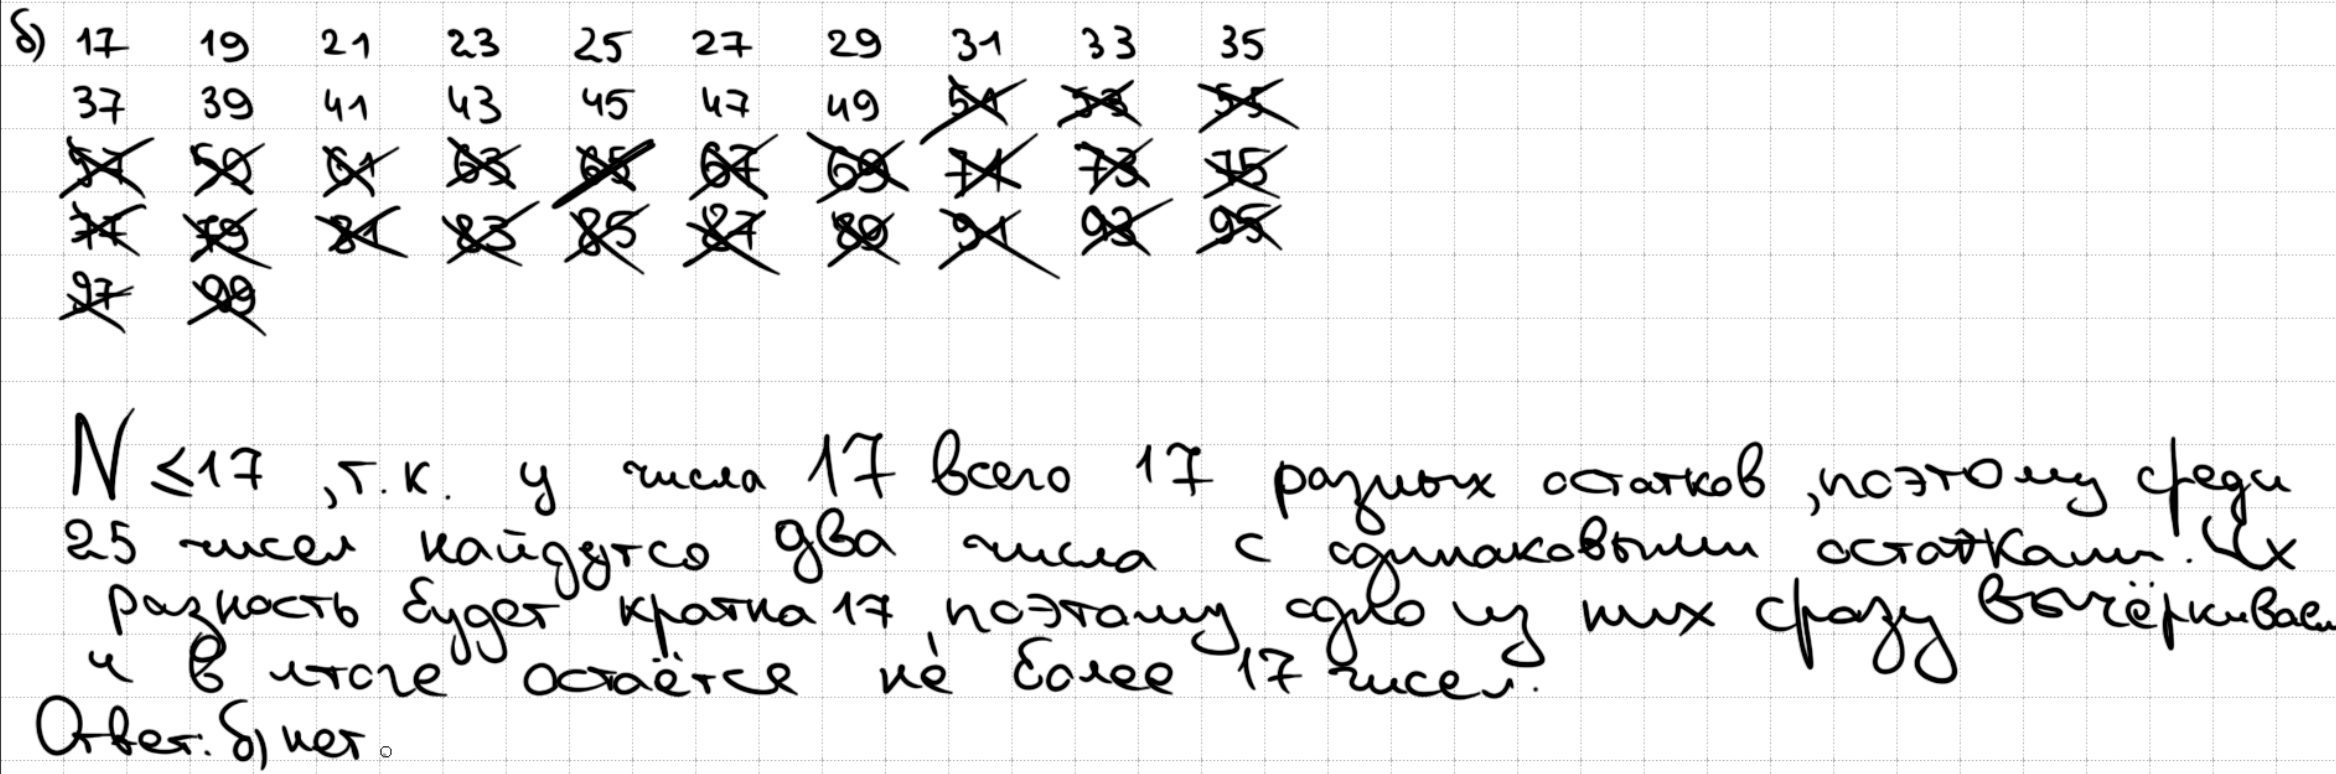 б) 17 19 21 23 25 27 29 31 33 35
37 39 41 43 45 47 49 51 53 55
57 59 61 63 65 67 69 71 73 75
77 79 81 83 85 87 89 91 93 95
97 99
N ≤17 ,т.к. у числа 17 всего 17 разных остатков ,поэтому среди
25 чисел найдутся два числа с одинаковыми остатками. Их
разность будет кратна 17, поэтому одно из них сразу вычёркиваем
и в итоге остаётся не более 17 чисел.
Ответ: б) нет.